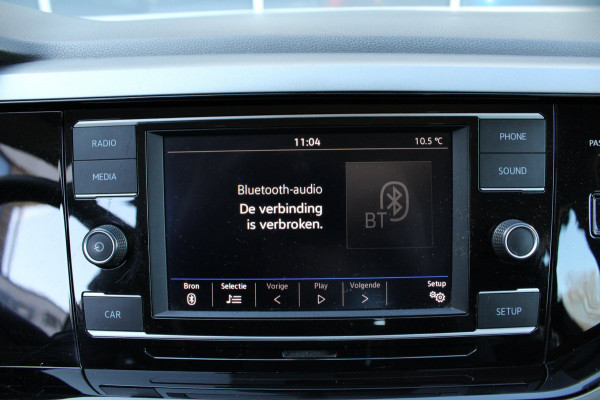 11:04 10.5 °C
RADIO
MEDIA
CAR
Bluetooth-audio
De verbinding
is verbroken.
BT
Bron Selectie Vorige Play Volgende Setup
PHONE
SOUND
SETUP
PAS